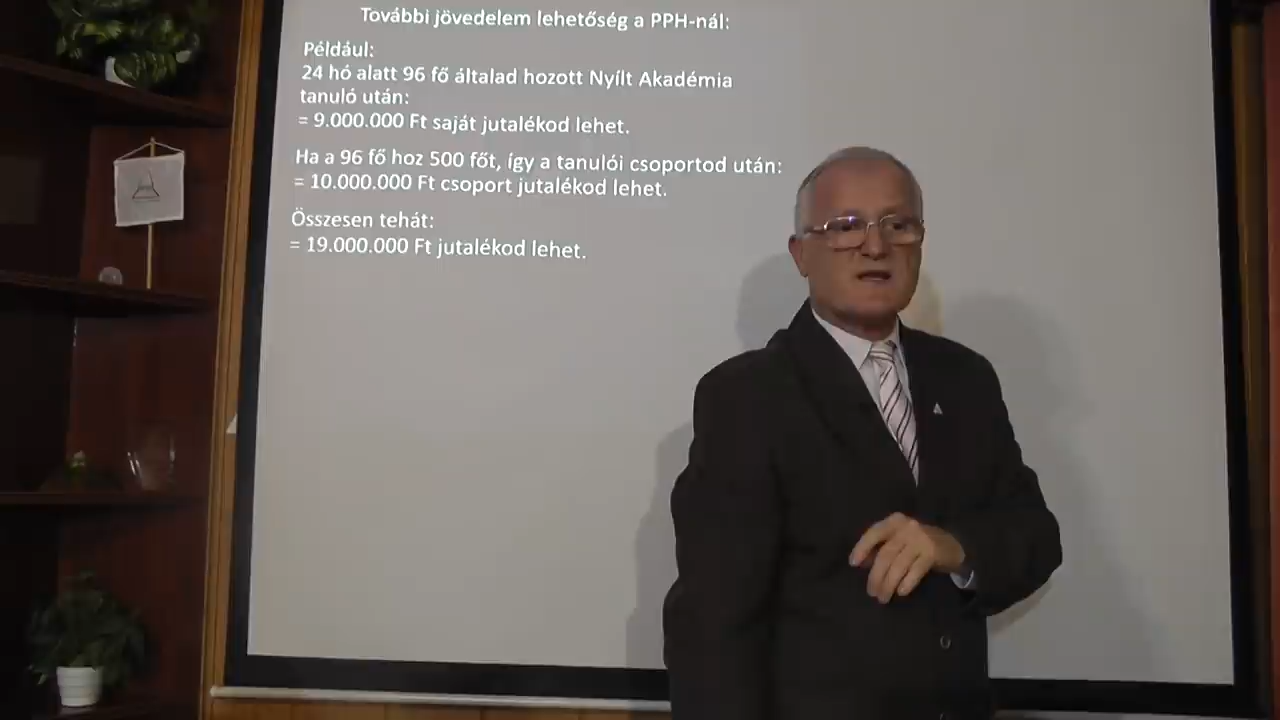 További jövedelem lehetőség a PPH-nál:
Például:
24 hó alatt 96 fő általad hozott Nyílt Akadémia
tanuló után:
= 9.000.000 Ft saját jutalékod lehet.
Ha a 96 fő hoz 500 főt, így a tanulói csoportod után:
= 10.000.000 Ft csoport jutalékod lehet.
Összesen tehát:
= 19.000.000 Ft jutalékod lehet.